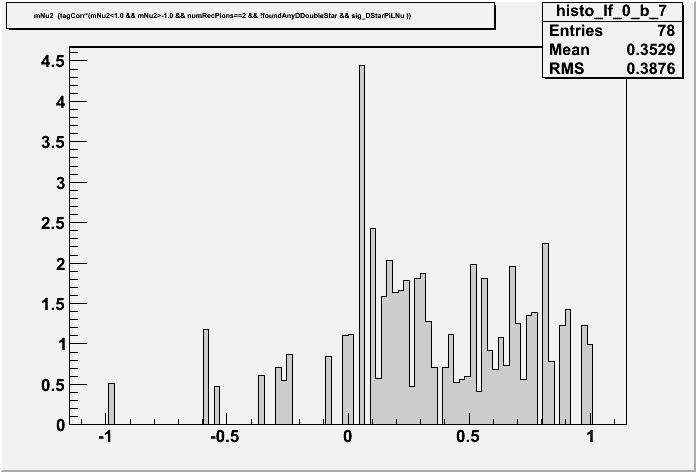 mNu2 {tagCorr*(mNu2<1.0 && mNu2>-1.0 && numRecPions==2 && !foundAnyDDoubleStar && sig_DStarPiLNu )}
histo_lf_0_b_7
Entries 78
Mean 0.3529
RMS 0.3876
4.5
4
3.5
3
2.5
2
1.5
1
0.5
0
-1 -0.5 0 0.5 1